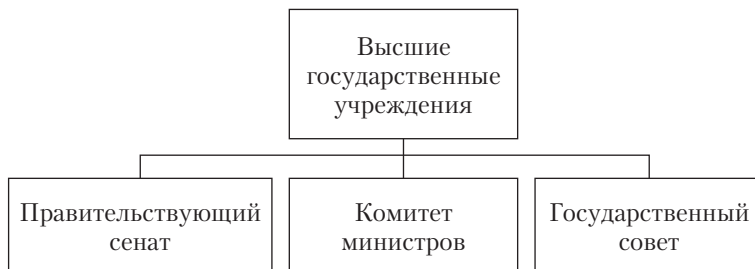 Высшие
государственные
учреждения
Правительствующий
сенат
Комитет
министров
Государственный
совет